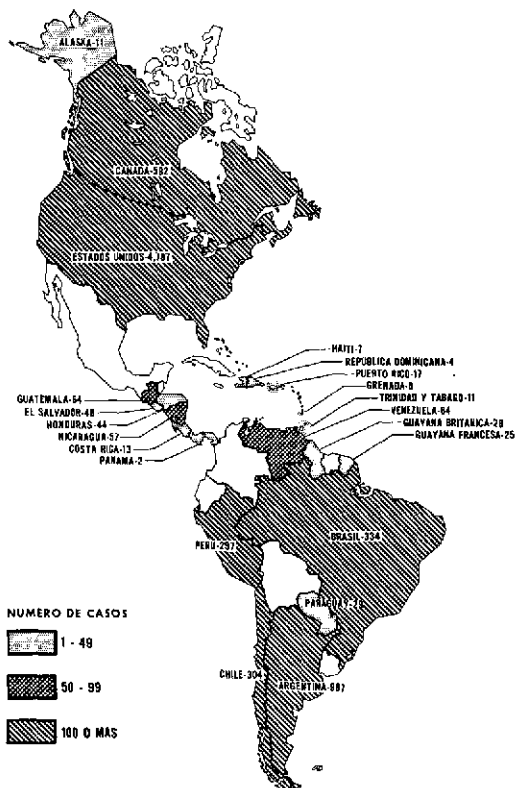 ALASKA-11
CANADA-592
ESTADOS UNIDOS-4,787
HAITI-7
REPUBLICA DOMINICANA-4
PUERTO RICO-17
GRENADA-8
TRINIDAD Y TABAGO-11
VENEZUELA-64
GUAYANA BRITANICA-28
GUAYANA FRANCESA-25
GUATEMALA-64
EL SALVADOR-48
HONDURAS-44
NICARAGUA-57
COSTA RICA-13
PANAMA-2
PERU-257
BRASIL-334
CHILE-304
ARGENTINA-987
NUMERO DE CASOS
1 - 49
50 - 99
100 O MAS